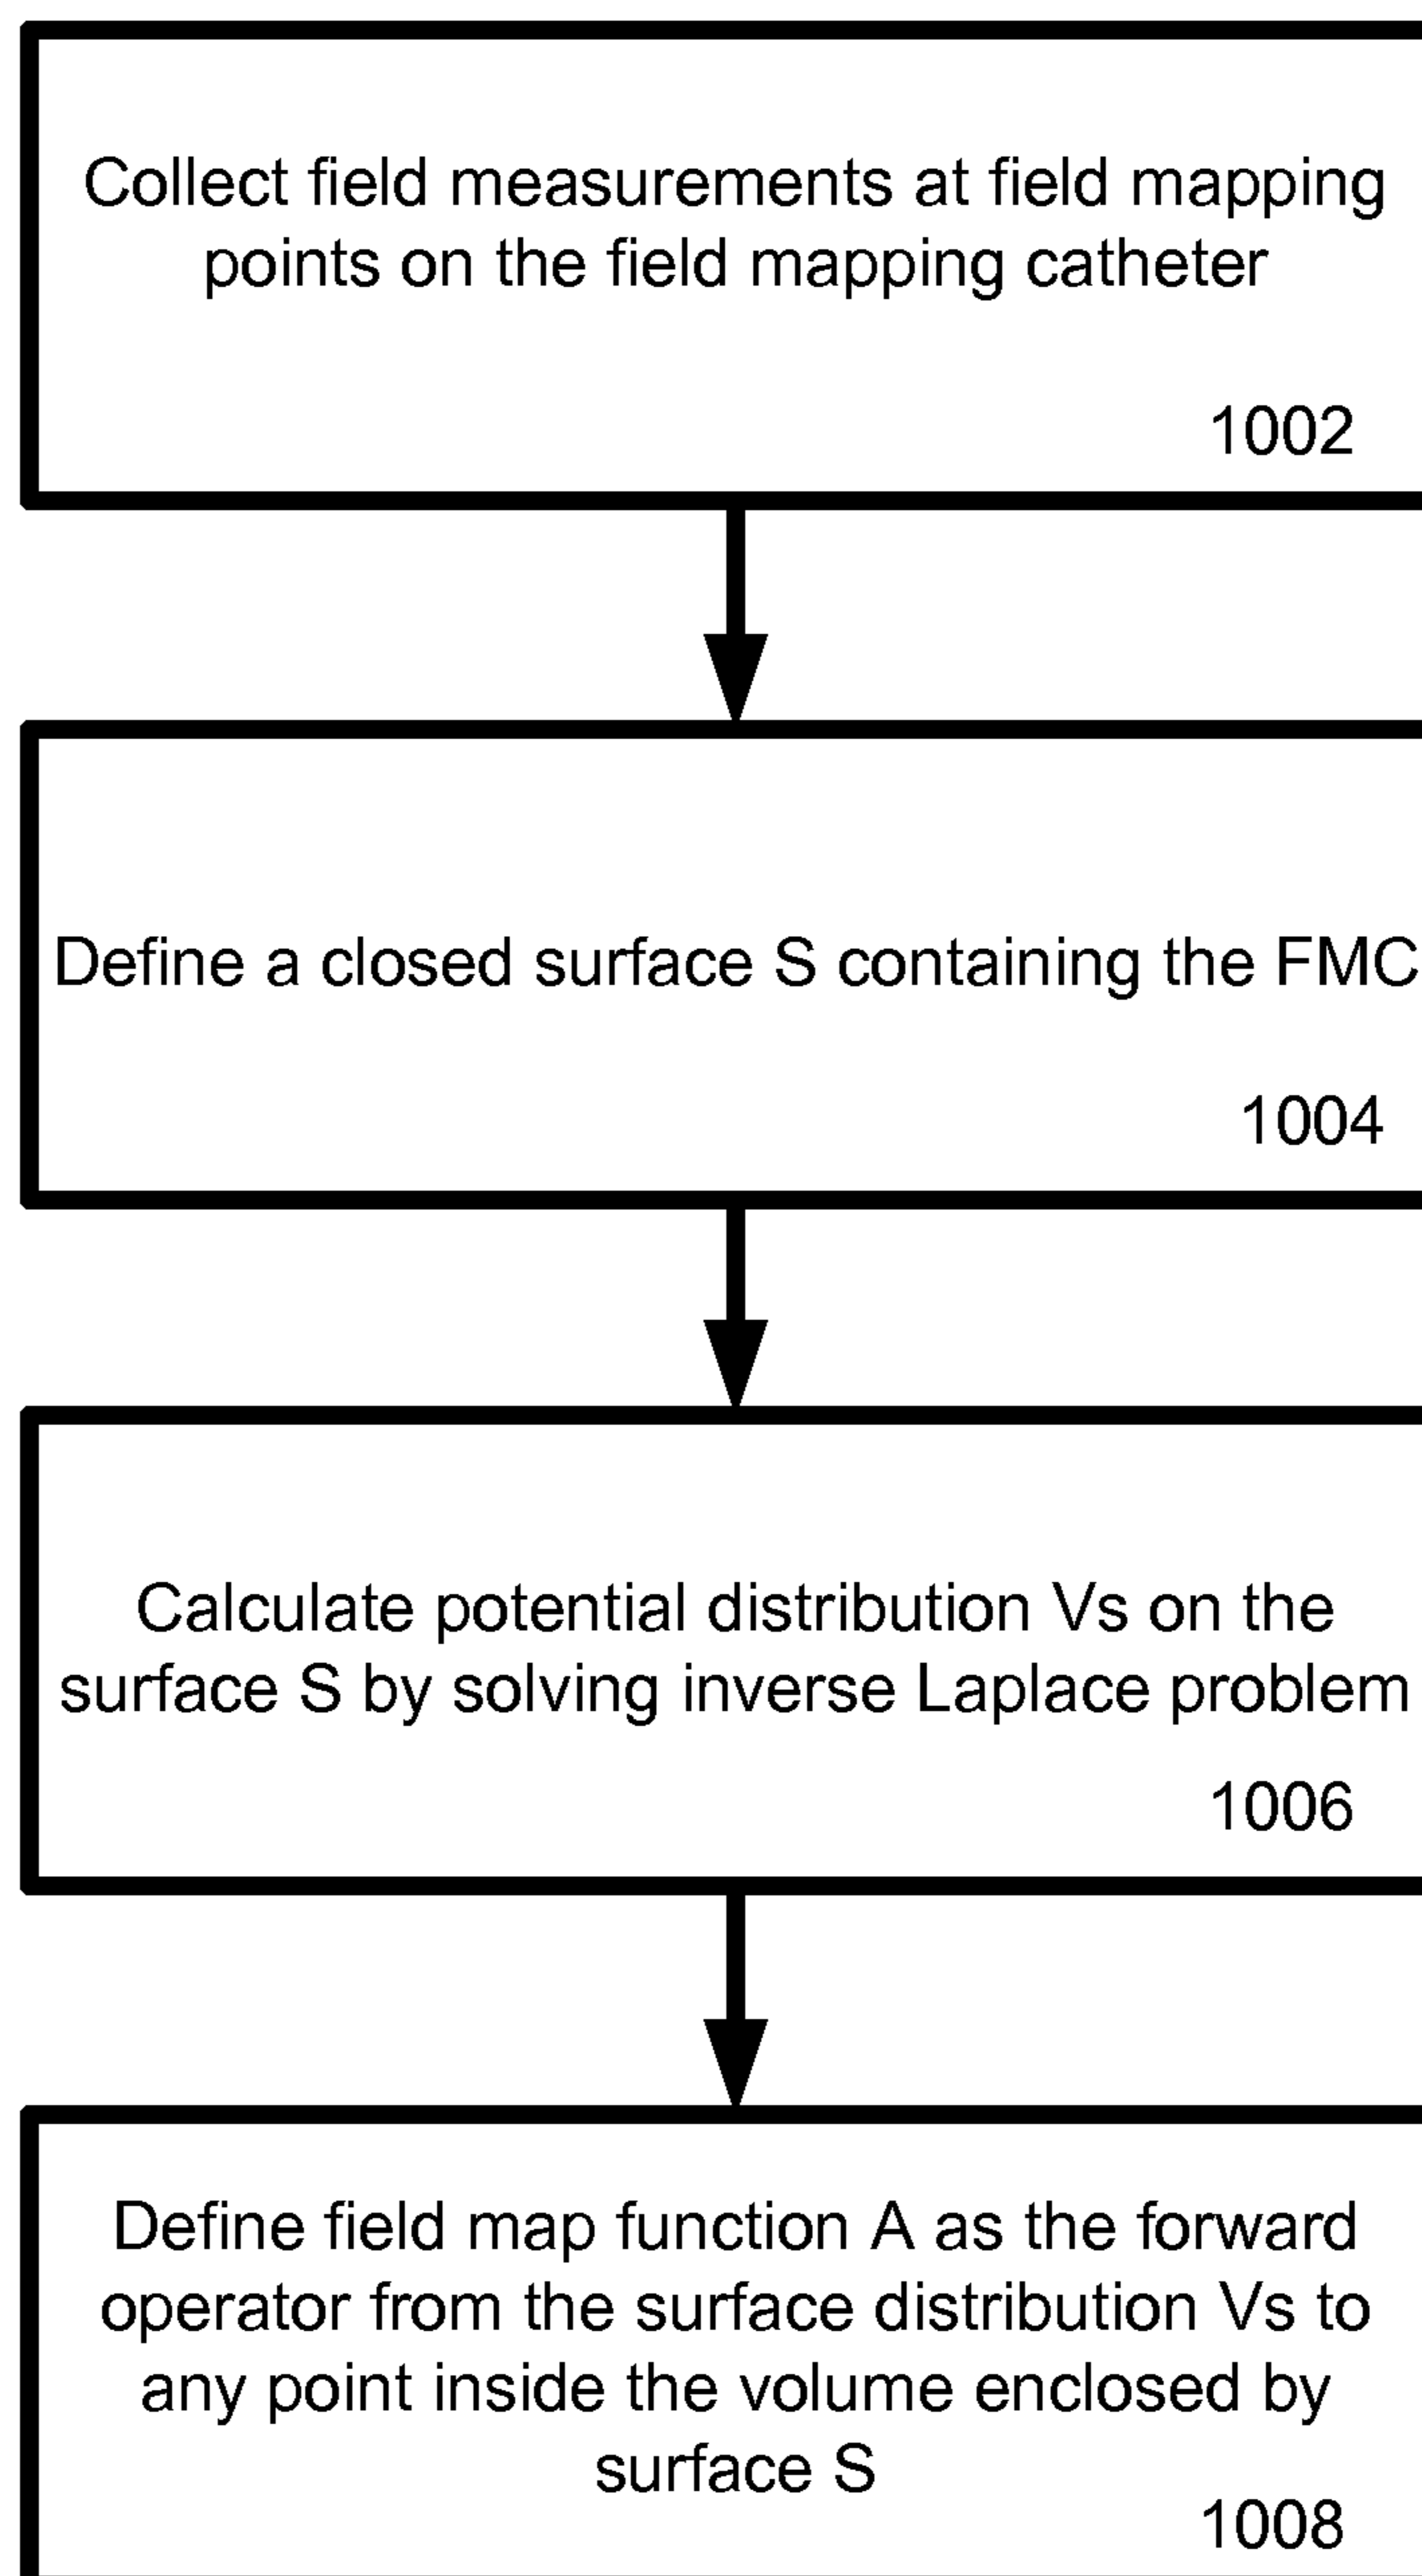 Collect field measurements at field mapping
points on the field mapping catheter
1002
Define a closed surface S containing the FMC
1004
Calculate potential distribution Vs on the
surface S by solving inverse Laplace problem
1006
Define field map function A as the forward
operator from the surface distribution Vs to
any point inside the volume enclosed by
surface S
1008